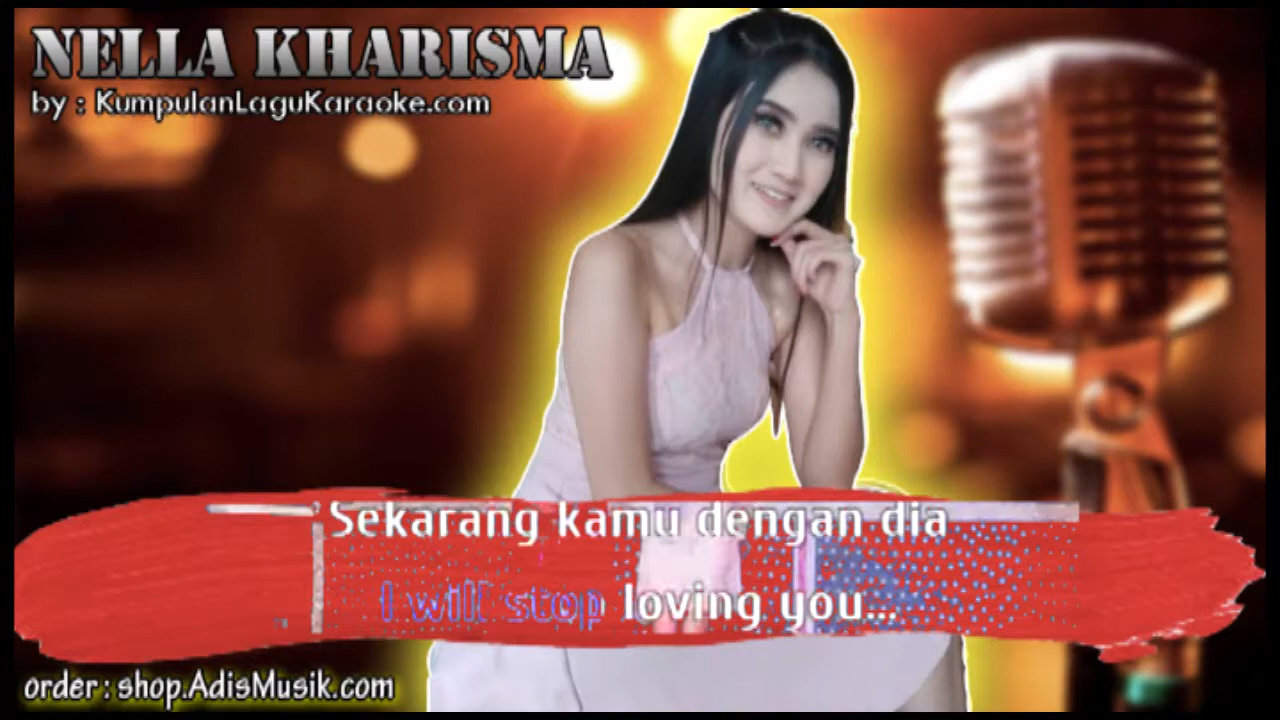 NELLA KHARISMA
by : KumpulanLaguKaraoke.com
Sekarang kamu dengan dia
I will stop loving you...
order : shop.AdisMusik.com